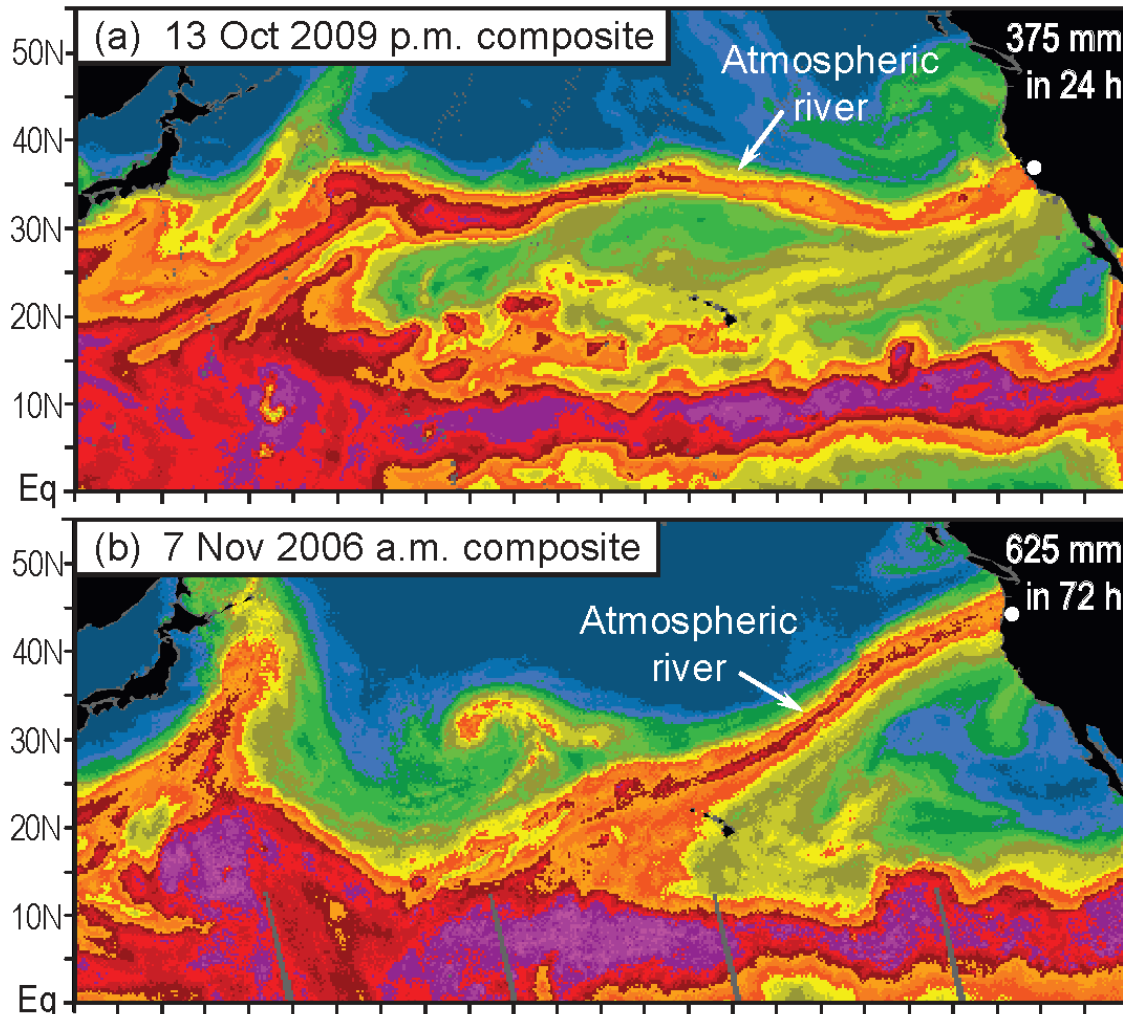 (a) 13 Oct 2009 p.m. composite
375 mm
in 24 h
Atmospheric
river
50N
40N
30N
20N
10N
Eq
(b) 7 Nov 2006 a.m. composite
625 mm
in 72 h
Atmospheric
river
50N
40N
30N
20N
10N
Eq